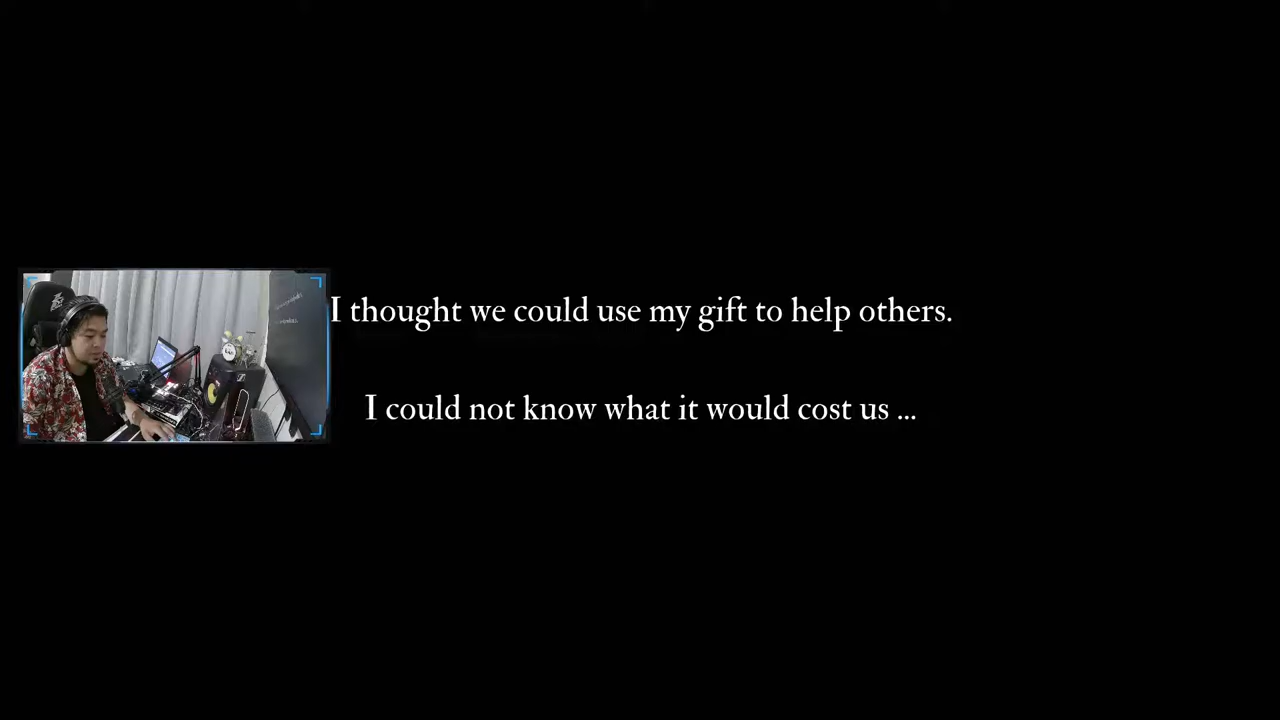 I thought we could use my gift to help others.
I could not know what it would cost us ...